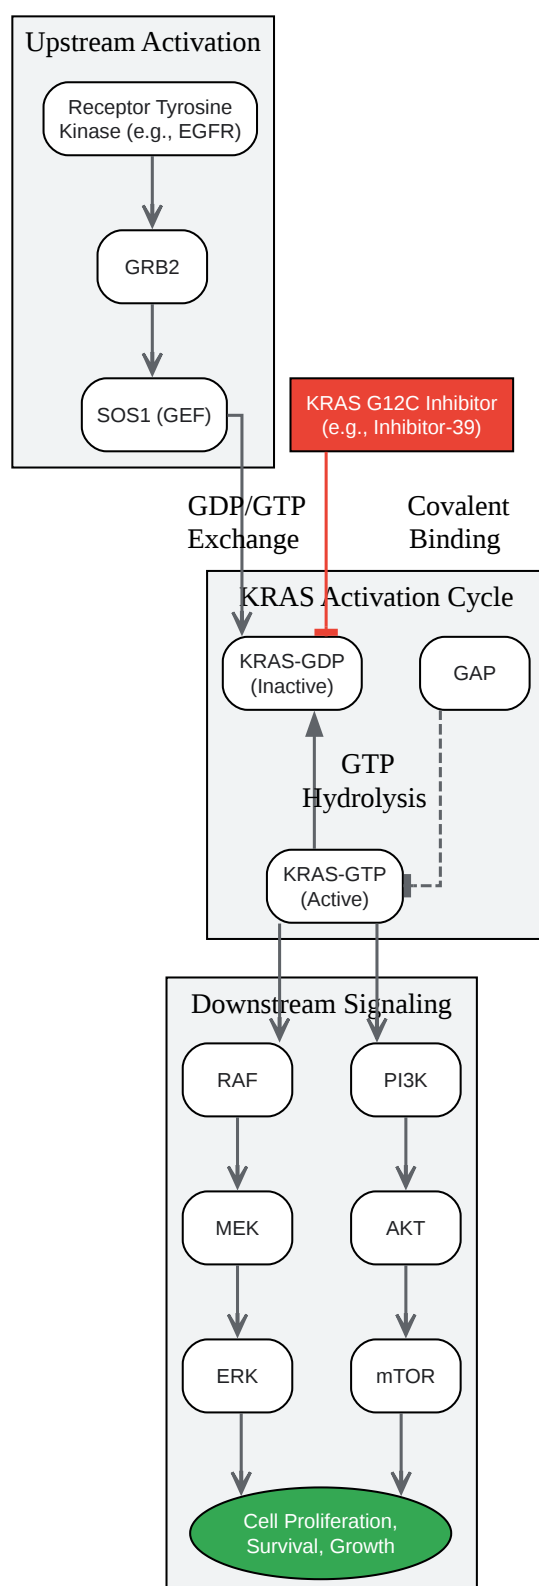 Upstream Activation
Receptor Tyrosine
Kinase (e.g., EGFR)
GRB2
SOS1 (GEF)
KRAS G12C Inhibitor
(e.g., Inhibitor-39)
GDP/GTP
Exchange
Covalent
Binding
KRAS Activation Cycle
KRAS-GDP
(Inactive)
GAP
GTP
Hydrolysis
KRAS-GTP
(Active)
Downstream Signaling
RAF
PI3K
MEK
AKT
ERK
mTOR
Cell Proliferation,
Survival, Growth